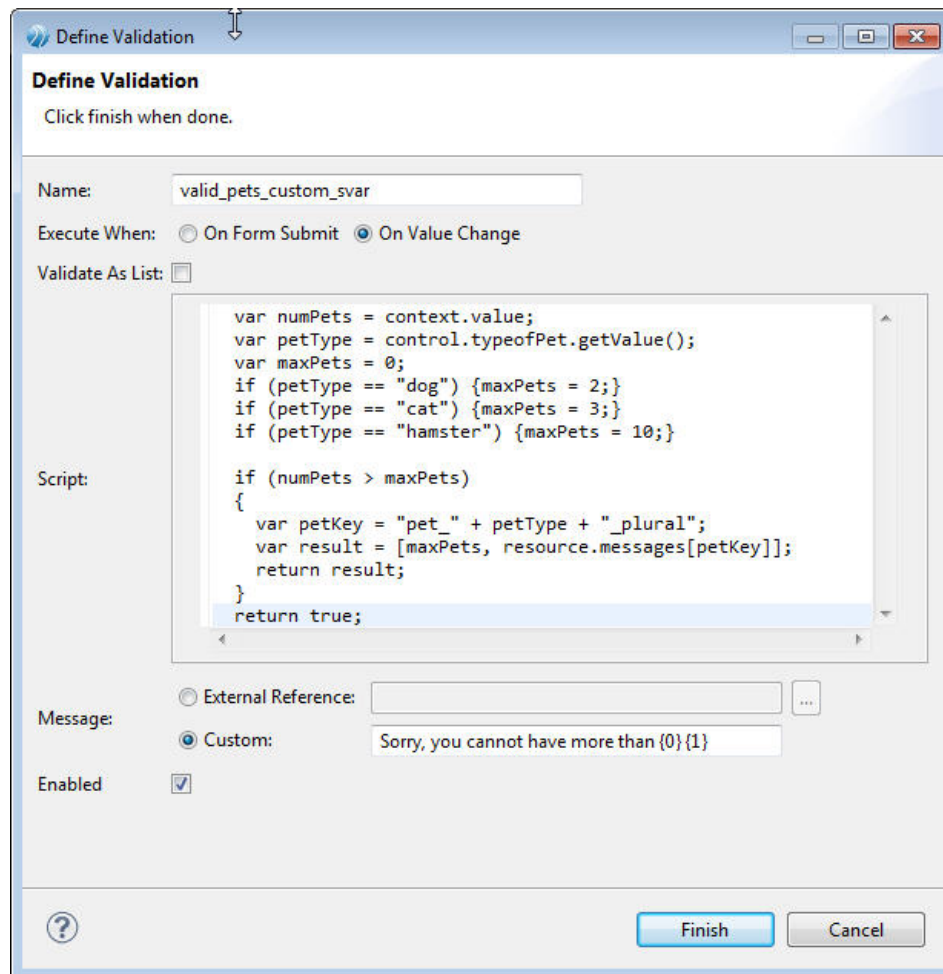 Define Validation
Define Validation
Click finish when done.
Name: valid_pets_custom_svar
Execute When: On Form Submit On Value Change
Validate As List:
var numPets = context.value;
var petType = control.typeofPet.getValue();
var maxPets = 0;
if (petType == "dog") {maxPets = 2;}
if (petType == "cat") {maxPets = 3;}
if (petType == "hamster") {maxPets = 10;}
Script:
if (numPets > maxPets)
{
var petKey = "pet_" + petType + "_plural";
var result = [maxPets, resource.messages[petKey]];
return result;
}
return true;
External Reference: ...
Message:
Custom: Sorry, you cannot have more than {0}{1}
Enabled
? Finish Cancel